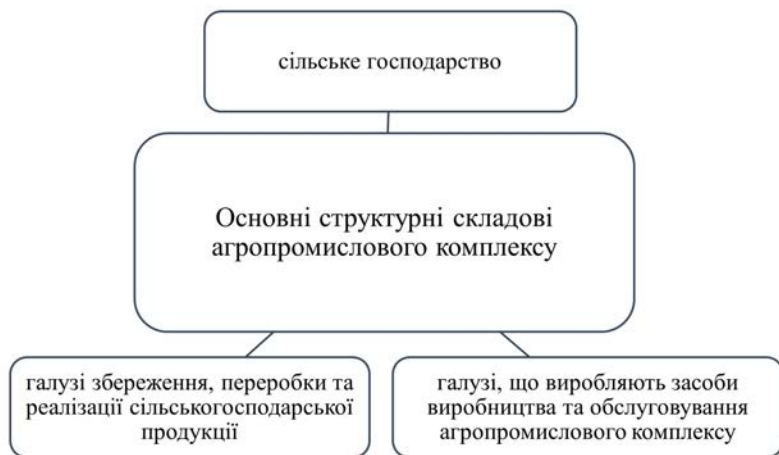 сільське господарство
Основні структурні складові
агропромислового комплексу
галузі збереження, переробки та
реалізації сільськогосподарської
продукції
галузі, що виробляють засоби
виробництва та обслуговування
агропромислового комплексу